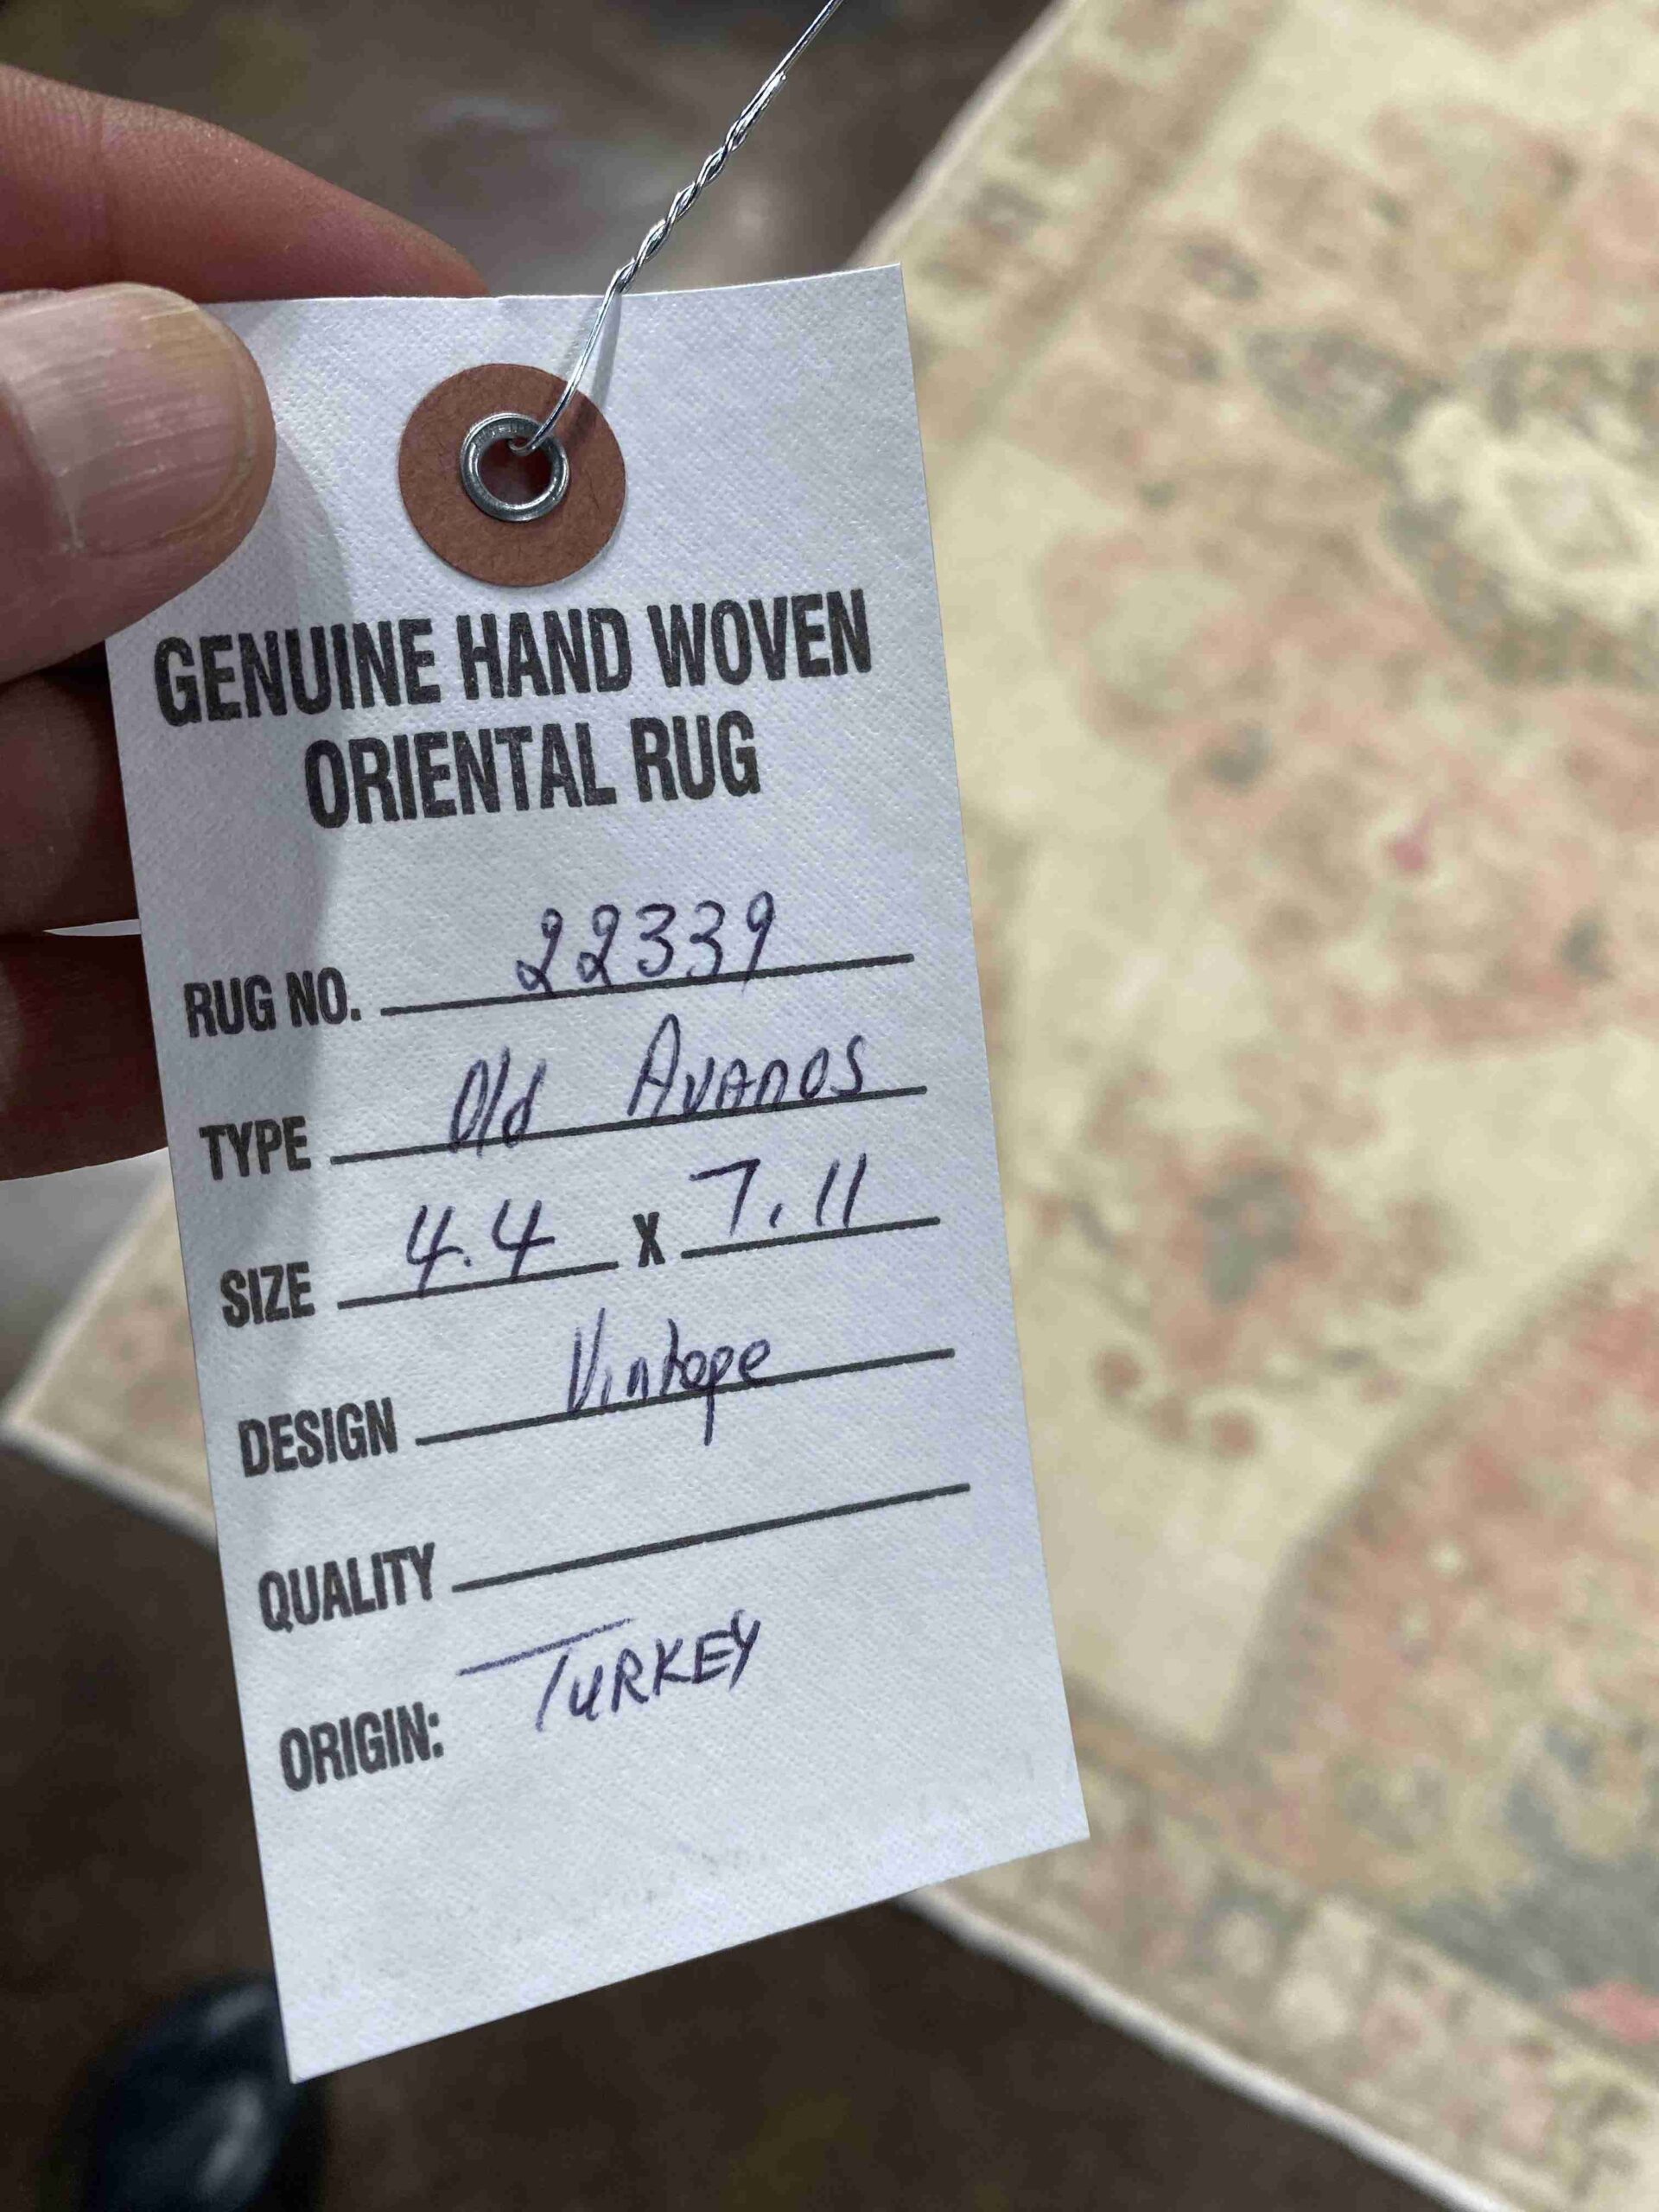 GENUINE HAND WOVEN
ORIENTAL RUG
RUG NO. 22339
TYPE Old Avanos
SIZE 4.4 X 7.11
DESIGN Vintage
QUALITY
ORIGIN: TURKEY